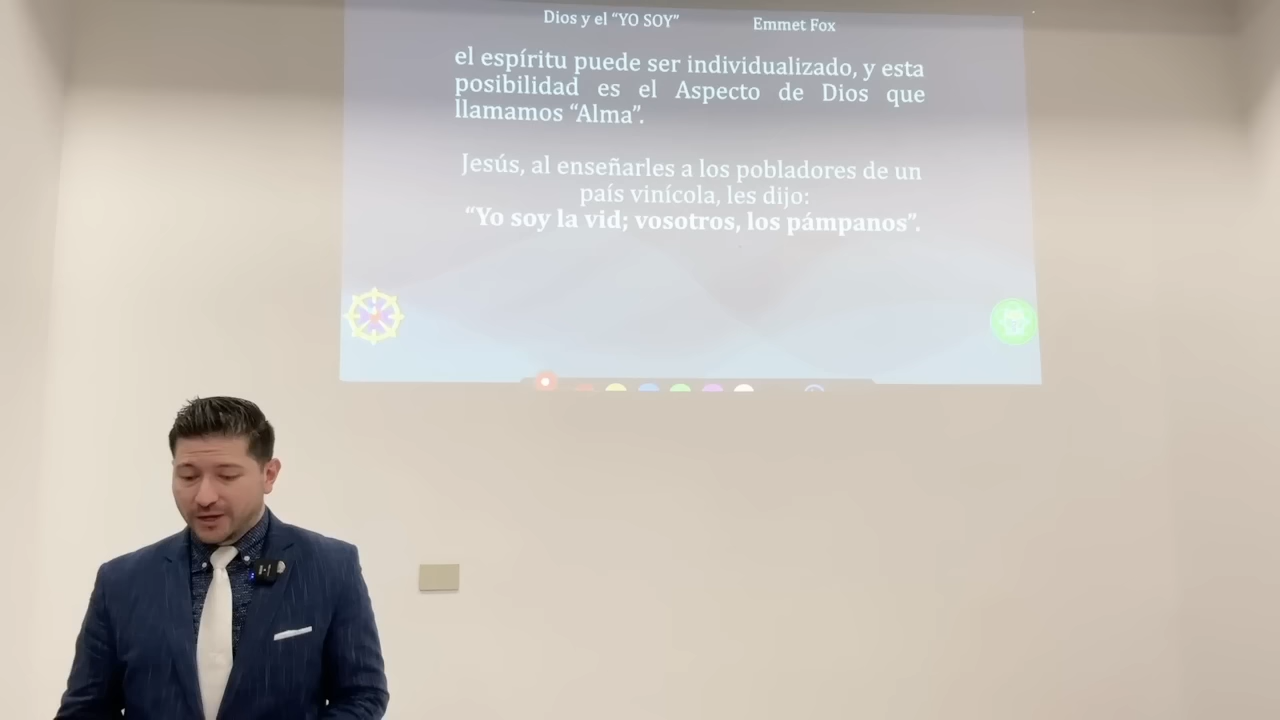 Dios y el “YO SOY” Emmet Fox
el espíritu puede ser individualizado, y esta
posibilidad es el Aspecto de Dios que
llamamos “Alma”.
Jesús, al enseñarles a los pobladores de un
país vinícola, les dijo:
“Yo soy la vid; vosotros, los pámpanos”.